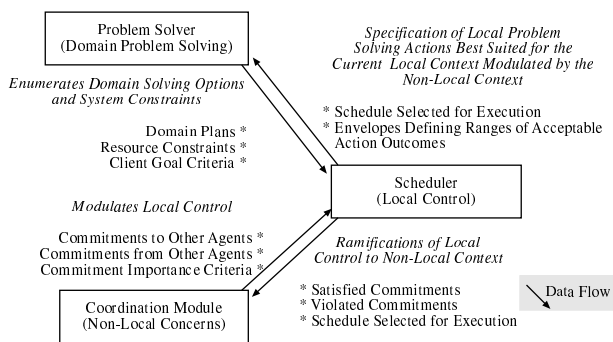 Problem Solver
(Domain Problem Solving)
Specification of Local Problem
Solving Actions Best Suited for the
Current Local Context Modulated by the
Non-Local Context
Enumerates Domain Solving Options
and System Constraints
* Schedule Selected for Execution
* Envelopes Defining Ranges of Acceptable
Action Outcomes
Domain Plans *
Resource Constraints *
Client Goal Criteria *
Scheduler
(Local Control)
Modulates Local Control
Commitments to Other Agents *
Commitments from Other Agents *
Commitment Importance Criteria *
Ramifications of Local
Control to Non-Local Context
* Satisfied Commitments
* Violated Commitments
* Schedule Selected for Execution
Coordination Module
(Non-Local Concerns)
Data Flow